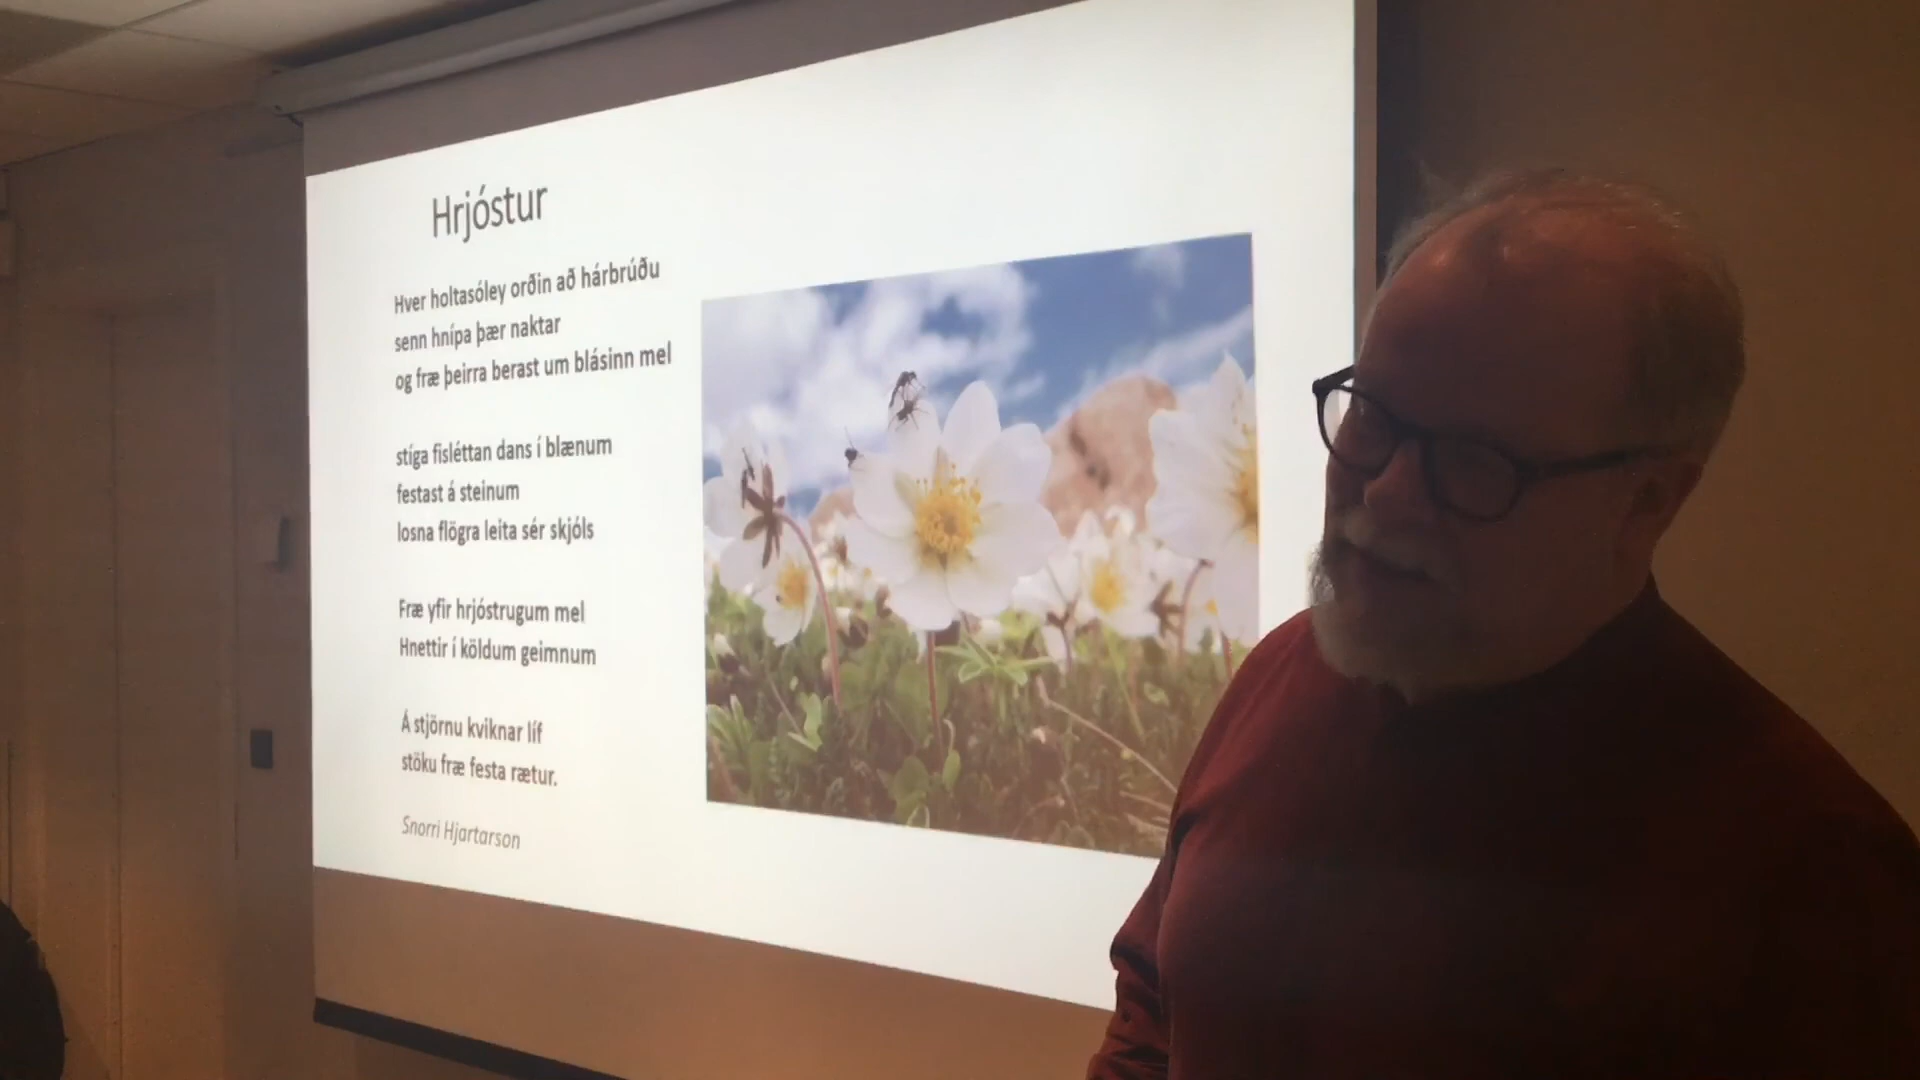 Hrjóstur
Hver holtasóley orðin að hárbrúðu
senn hnípa þær naktar
og fræ þeirra berast um blásinn mel
stíga fisléttan dans í blænum
festast á steinum
losna flögra leita sér skjóls
Fræ yfir hrjóstrugum mel
Hnettir í köldum geimnum
Á stjörnu kviknar líf
stöku fræ festa rætur.
Snorri Hjartarson